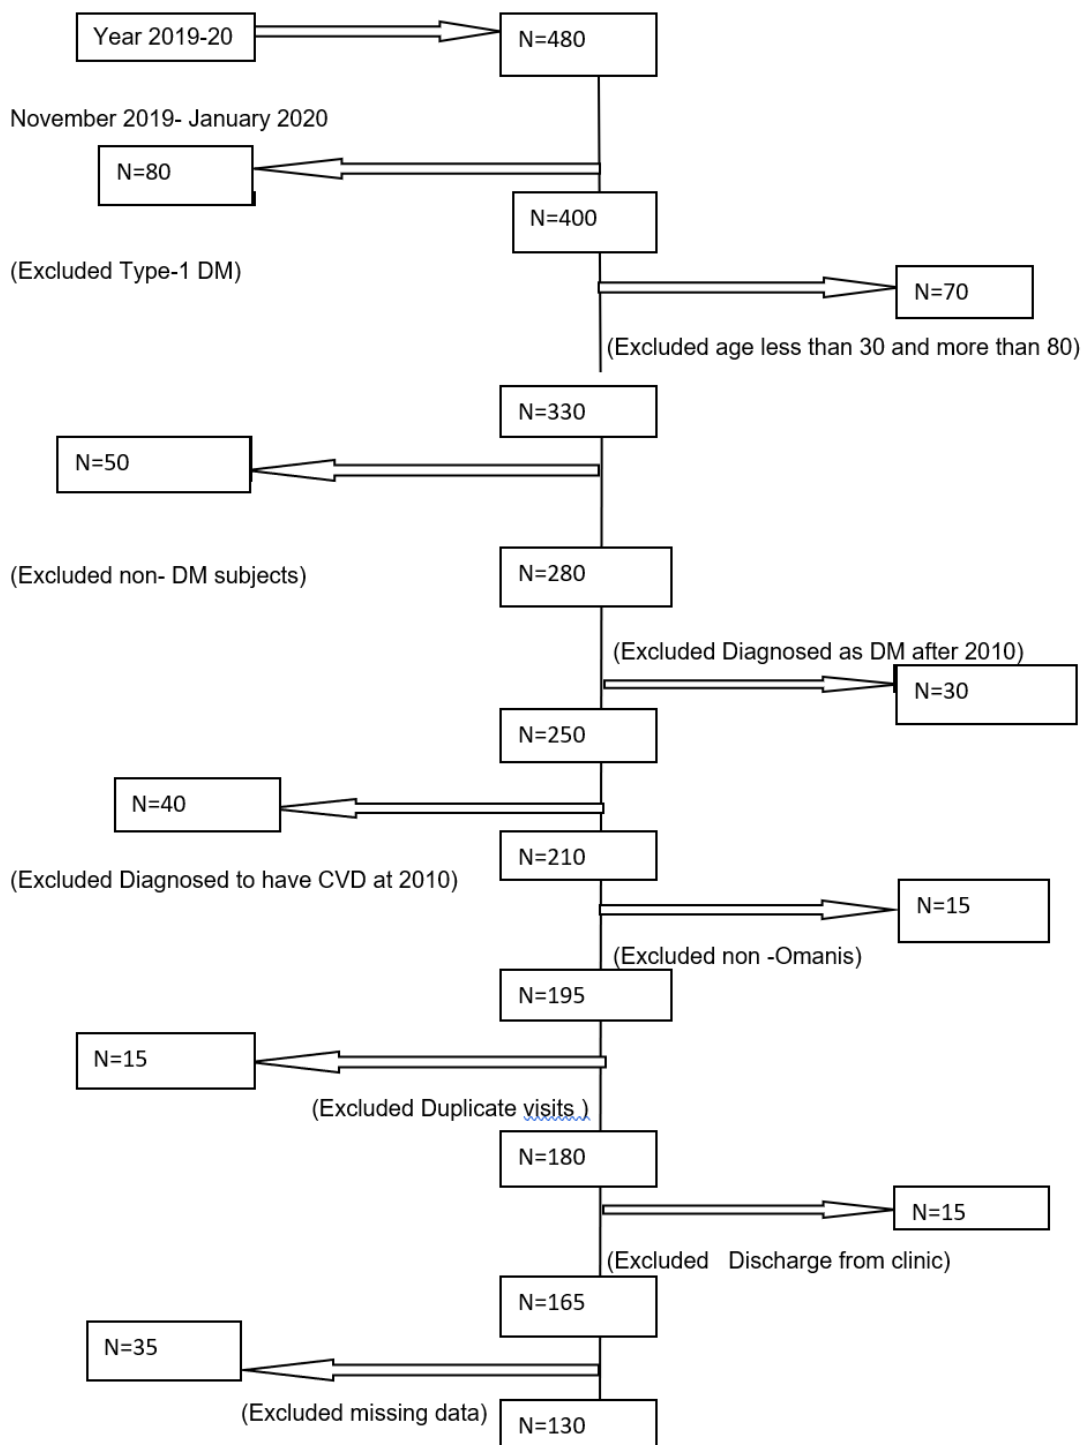 Year 2019-20
N=480
November 2019- January 2020
N=80
N=400
(Excluded Type-1 DM)
N=70
(Excluded age less than 30 and more than 80)
N=330
N=50
N=280
(Excluded non- DM subjects)
(Excluded Diagnosed as DM after 2010)
N=30
N=250
N=40
N=210
(Excluded Diagnosed to have CVD at 2010)
N=15
(Excluded non -Omanis)
N=195
N=15
(Excluded Duplicate visits )
N=180
N=15
(Excluded   Discharge from clinic)
N=165
N=35
(Excluded missing data)
N=130